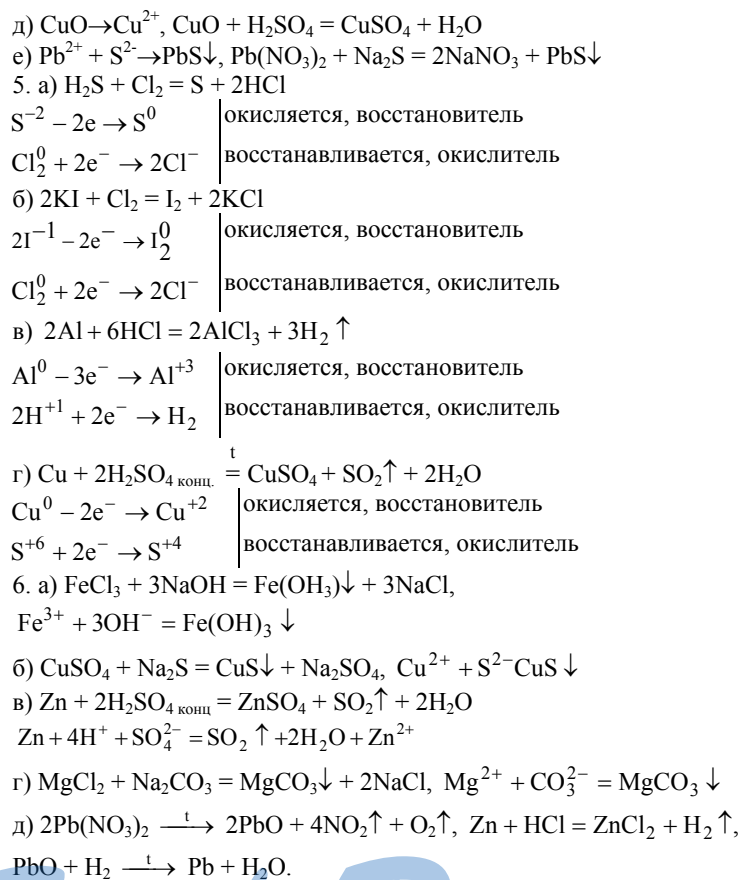 д) CuO→Cu²⁺, CuO + H₂SO₄ = CuSO₄ + H₂O
е) Pb²⁺ + S²⁻→PbS↓, Pb(NO₃)₂ + Na₂S = 2NaNO₃ + PbS↓
5. а) H₂S + Cl₂ = S + 2HCl
S⁻² – 2e → S⁰ | окисляется, восстановитель
Cl₂⁰ + 2e⁻ → 2Cl⁻ | восстанавливается, окислитель
б) 2KI + Cl₂ = I₂ + 2KCl
2I⁻¹ – 2e⁻ → I₂⁰ | окисляется, восстановитель
Cl₂⁰ + 2e⁻ → 2Cl⁻ | восстанавливается, окислитель
в) 2Al + 6HCl = 2AlCl₃ + 3H₂ ↑
Al⁰ – 3e⁻ → Al⁺³ | окисляется, восстановитель
2H⁺¹ + 2e⁻ → H₂ | восстанавливается, окислитель
г) Cu + 2H₂SO₄ конц. =ᵗ CuSO₄ + SO₂↑ + 2H₂O
Cu⁰ – 2e⁻ → Cu⁺² | окисляется, восстановитель
S⁺⁶ + 2e⁻ → S⁺⁴ | восстанавливается, окислитель
6. а) FeCl₃ + 3NaOH = Fe(OH₃)↓ + 3NaCl,
Fe³⁺ + 3OH⁻ = Fe(OH)₃ ↓
б) CuSO₄ + Na₂S = CuS↓ + Na₂SO₄, Cu²⁺ + S²⁻CuS ↓
в) Zn + 2H₂SO₄ конц = ZnSO₄ + SO₂↑ + 2H₂O
Zn + 4H⁺ + SO₄²⁻ = SO₂ ↑ +2H₂O + Zn²⁺
г) MgCl₂ + Na₂CO₃ = MgCO₃↓ + 2NaCl, Mg²⁺ + CO₃²⁻ = MgCO₃ ↓
д) 2Pb(NO₃)₂ —ᵗ→ 2PbO + 4NO₂↑ + O₂↑, Zn + HCl = ZnCl₂ + H₂ ↑,
PbO + H₂ —ᵗ→ Pb + H₂O.